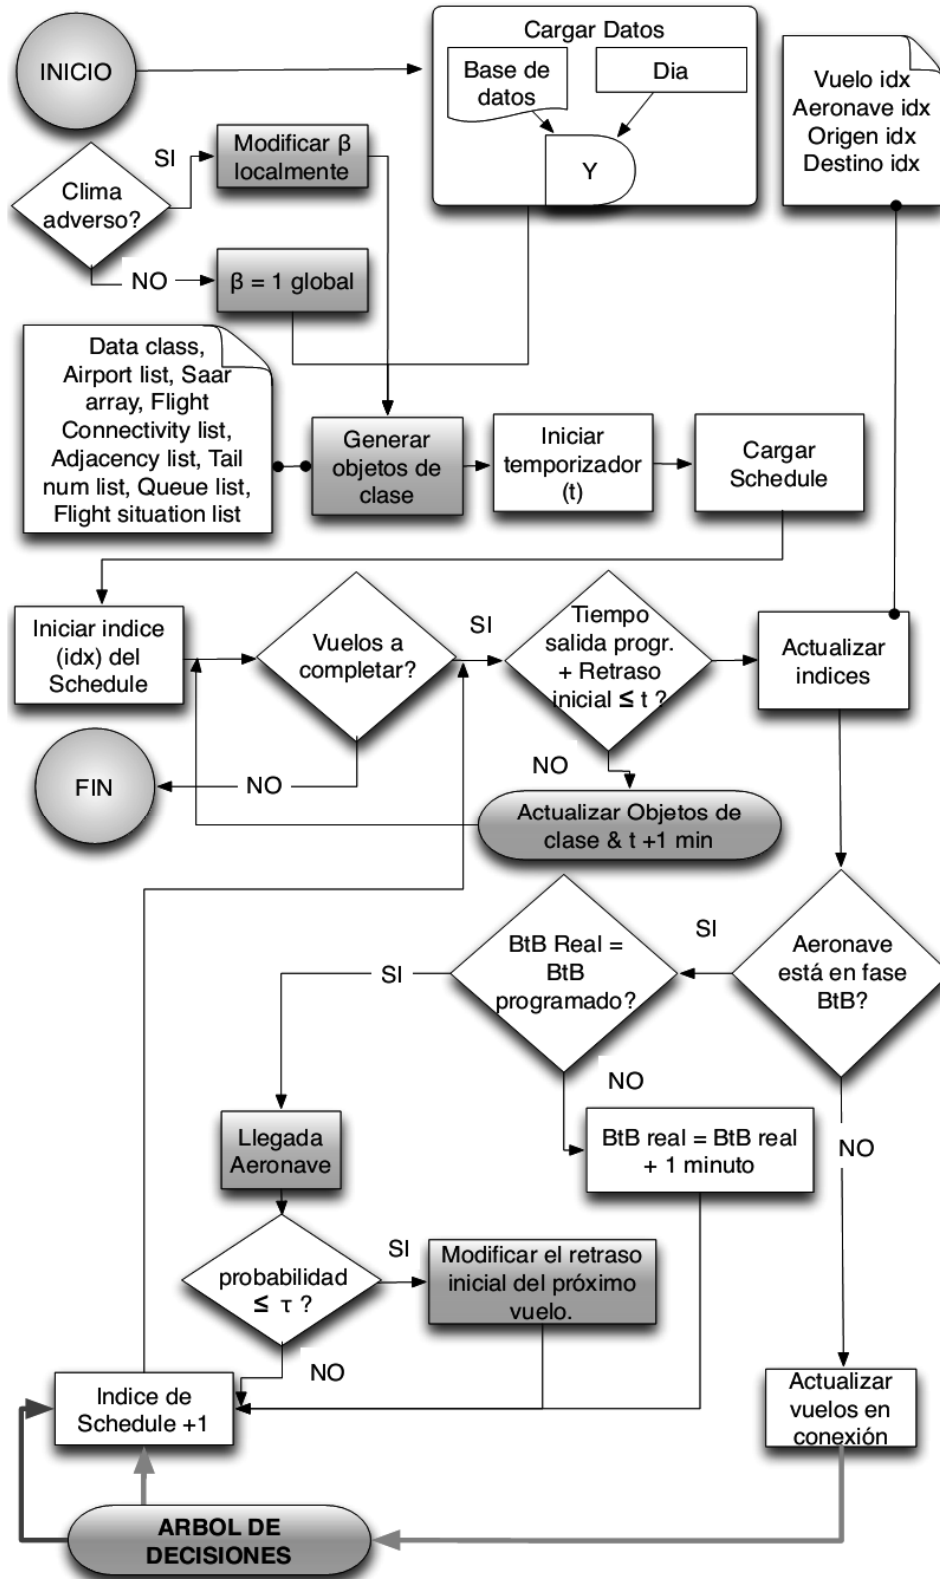 INICIO
Cargar Datos
Base de
datos
Dia
Y
Vuelo idx
Aeronave idx
Origen idx
Destino idx
Clima
adverso?
SI
Modificar β
localmente
NO
β = 1 global
Data class,
Airport list, Saar
array, Flight
Connectivity list,
Adjacency list, Tail
num list, Queue list,
Flight situation list
Generar
objetos de
clase
Iniciar
temporizador
(t)
Cargar
Schedule
Iniciar indice
(idx) del
Schedule
Vuelos a
completar?
SI
Tiempo
salida progr.
+ Retraso
inicial ≤ t ?
Actualizar
indices
FIN
NO
NO
Actualizar Objetos de
clase & t +1 min
BtB Real =
BtB
programado?
SI
Aeronave
está en fase
BtB?
SI
NO
Llegada
Aeronave
BtB real = BtB real
+ 1 minuto
NO
probabilidad
≤ τ ?
SI
Modificar el retraso
inicial del próximo
vuelo.
NO
Indice de
Schedule +1
Actualizar
vuelos en
conexión
ARBOL DE
DECISIONES